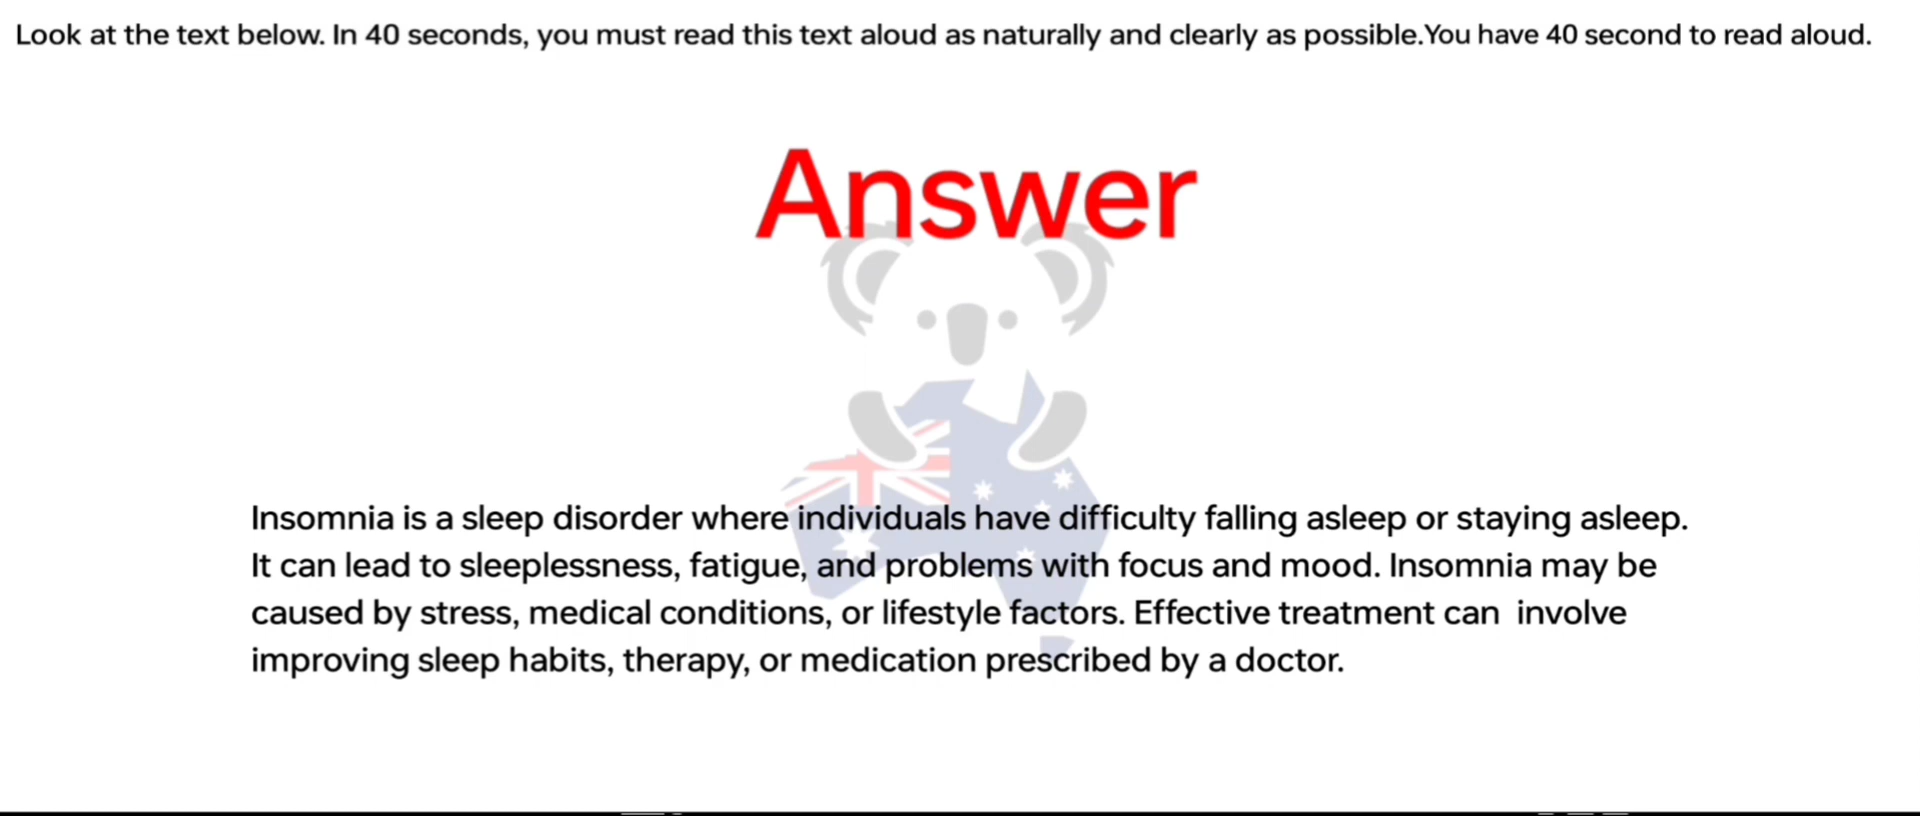 Look at the text below. In 40 seconds, you must read this text aloud as naturally and clearly as possible.You have 40 second to read aloud.
Answer
Insomnia is a sleep disorder where individuals have difficulty falling asleep or staying asleep.
It can lead to sleeplessness, fatigue, and problems with focus and mood. Insomnia may be
caused by stress, medical conditions, or lifestyle factors. Effective treatment can  involve
improving sleep habits, therapy, or medication prescribed by a doctor.